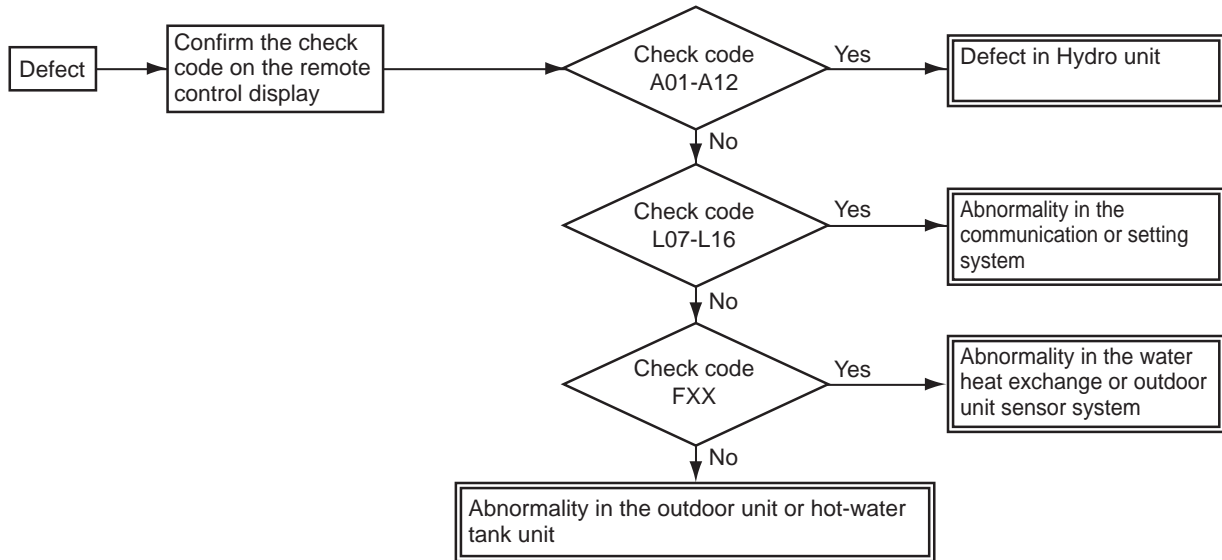 Defect
Confirm the check
code on the remote
control display
Check code
A01-A12
Yes
Defect in Hydro unit
No
Check code
L07-L16
Yes
Abnormality in the
communication or setting
system
No
Check code
FXX
Yes
Abnormality in the water
heat exchange or outdoor
unit sensor system
No
Abnormality in the outdoor unit or hot-water
tank unit